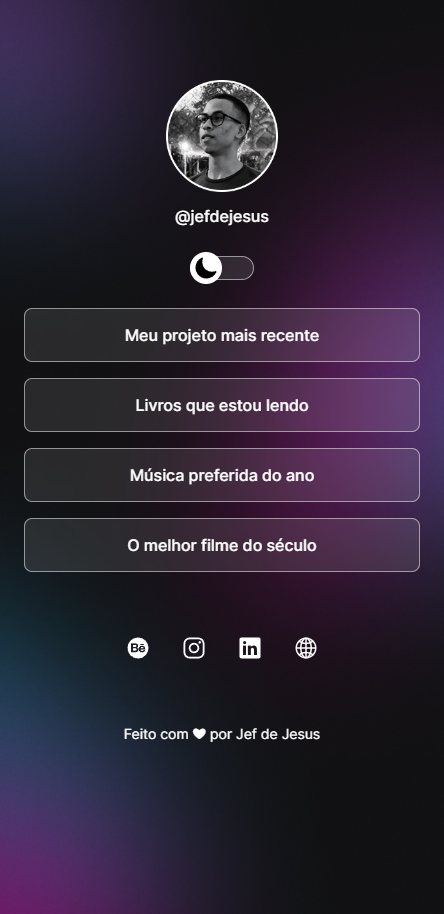 @jefdejesus
Meu projeto mais recente
Livros que estou lendo
Música preferida do ano
O melhor filme do século
Bē in
Feito com ♥ por Jef de Jesus